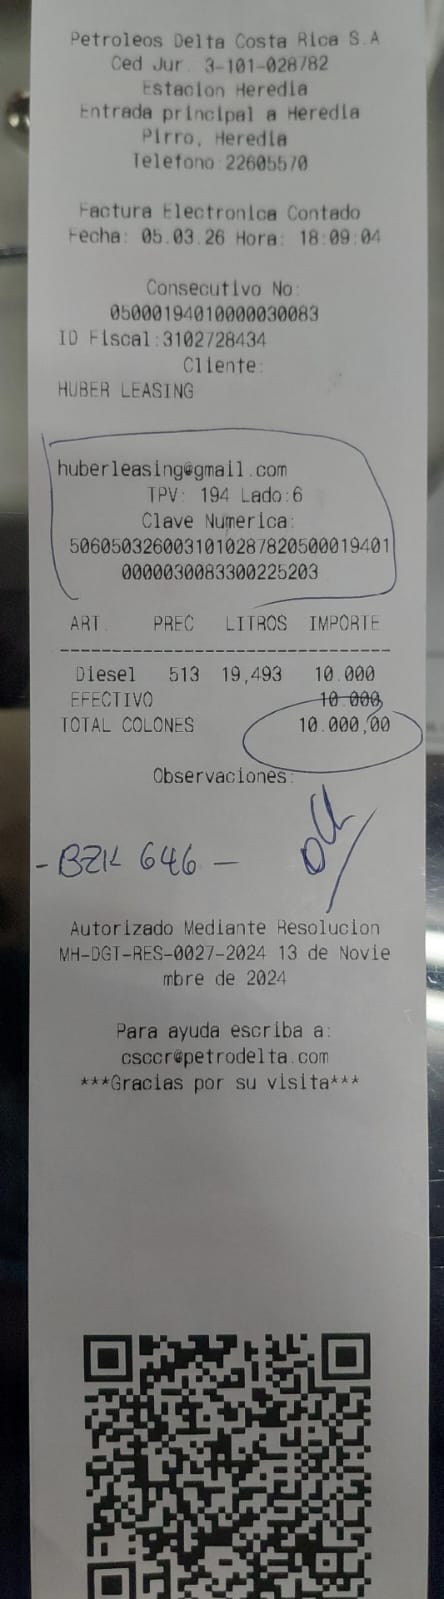 Petroleos Delta Costa Rica S.A
Ced Jur. 3-101-028782
Estacion Heredia
Entrada principal a Heredia
Pirro, Heredia
Telefono:22605570
Factura Electronica Contado
Fecha: 05.03.26 Hora: 18:09:04
Consecutivo No:
05000194010000030083
ID Fiscal:3102728434
Cliente:
HUBER LEASING
huberleasing@gmail.com
TPV: 194 Lado:6
Clave Numerica:
5060503260031010287820500019401
0000030083300225203
ART. PREC LITROS IMPORTE
--------------------------------
Diesel 513 19,493 10.000
EFECTIVO 10.000
TOTAL COLONES 10.000,00
Observaciones:
-BZK 646-
Autorizado Mediante Resolucion
MH-DGT-RES-0027-2024 13 de Novie
mbre de 2024
Para ayuda escriba a:
csccr@petrodelta.com
***Gracias por su visita***